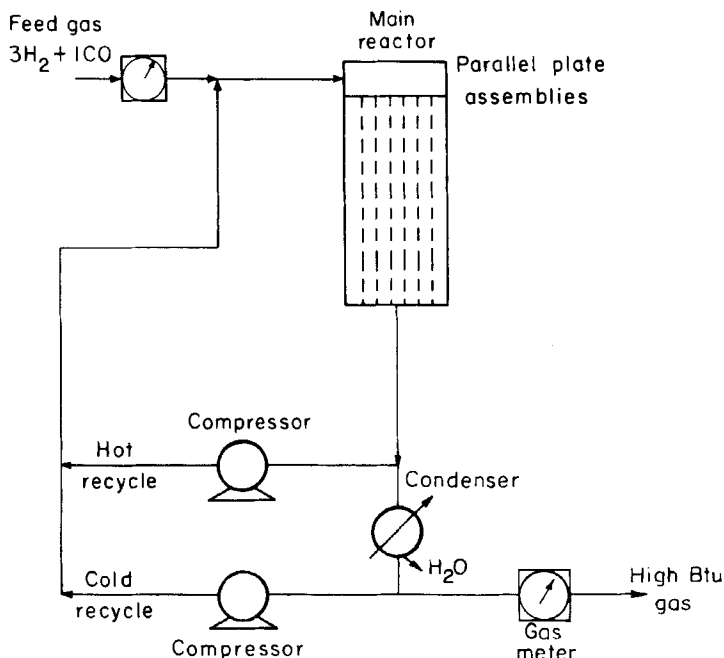 Feed gas
3H₂ + 1CO
Main
reactor
Parallel plate
assemblies
Compressor
Hot
recycle
Condenser
H₂O
Cold
recycle
Compressor
Gas
meter
High Btu
gas